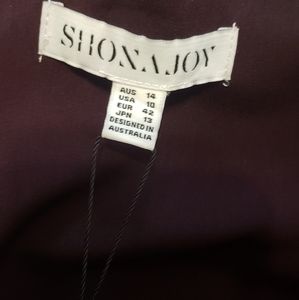 SHONA JOY
AUS 14
USA 10
EUR 42
JPN 13
DESIGNED IN
AUSTRALIA